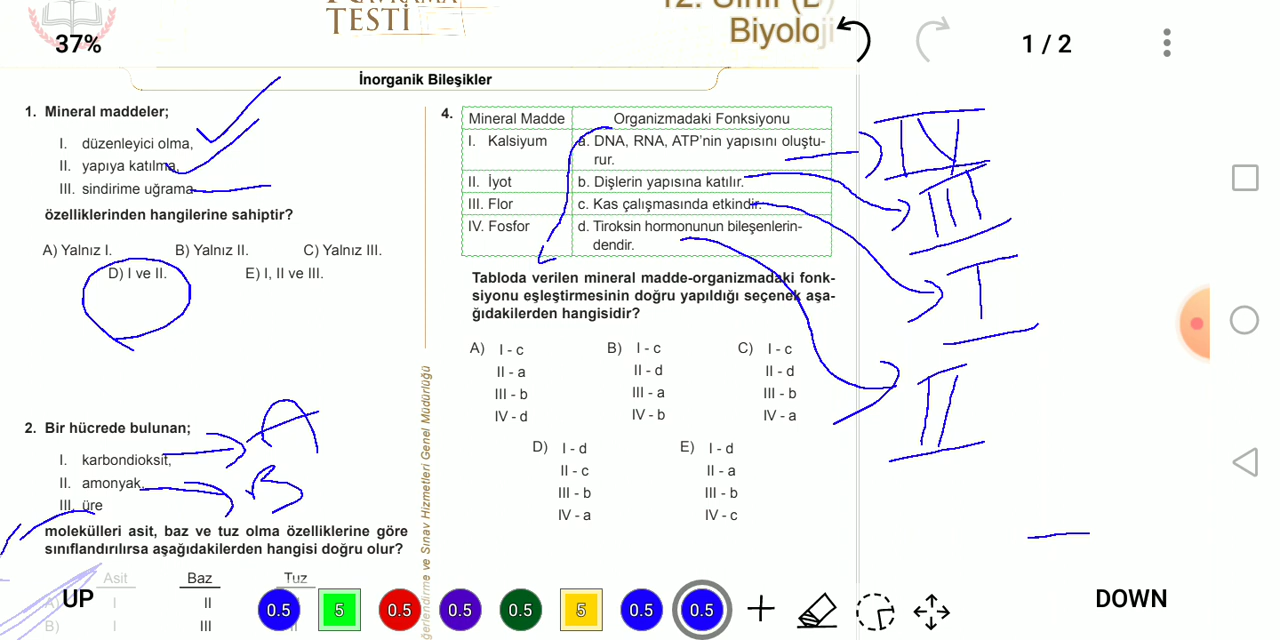 TESTİ
Biyoloji
37%
1 / 2
İnorganik Bileşikler
1. Mineral maddeler;
I. düzenleyici olma,
II. yapıya katılma,
III. sindirime uğrama
özelliklerinden hangilerine sahiptir?
A) Yalnız I. B) Yalnız II. C) Yalnız III.
D) I ve II. E) I, II ve III.
2. Bir hücrede bulunan;
I. karbondioksit,
II. amonyak,
III. üre
A
B
molekülleri asit, baz ve tuz olma özelliklerine göre
sınıflandırılırsa aşağıdakilerden hangisi doğru olur?
Asit Baz Tuz
A) I II
B) I III II
ğerlendirme ve Sınav Hizmetleri Genel Müdürlüğü
4. Mineral Madde Organizmadaki Fonksiyonu
I. Kalsiyum a. DNA, RNA, ATP'nin yapısını oluştu-
rur.
II. İyot b. Dişlerin yapısına katılır.
III. Flor c. Kas çalışmasında etkindir.
IV. Fosfor d. Tiroksin hormonunun bileşenlerin-
dendir.
IV
III
I
II
Tabloda verilen mineral madde-organizmadaki fonk-
siyonu eşleştirmesinin doğru yapıldığı seçenek aşa-
ğıdakilerden hangisidir?
A) I - c B) I - c C) I - c
II - a II - d II - d
III - b III - a III - b
IV - d IV - b IV - a
D) I - d E) I - d
II - c II - a
III - b III - b
IV - a IV - c
UP
0.5 5 0.5 0.5 0.5 5 0.5 0.5
DOWN